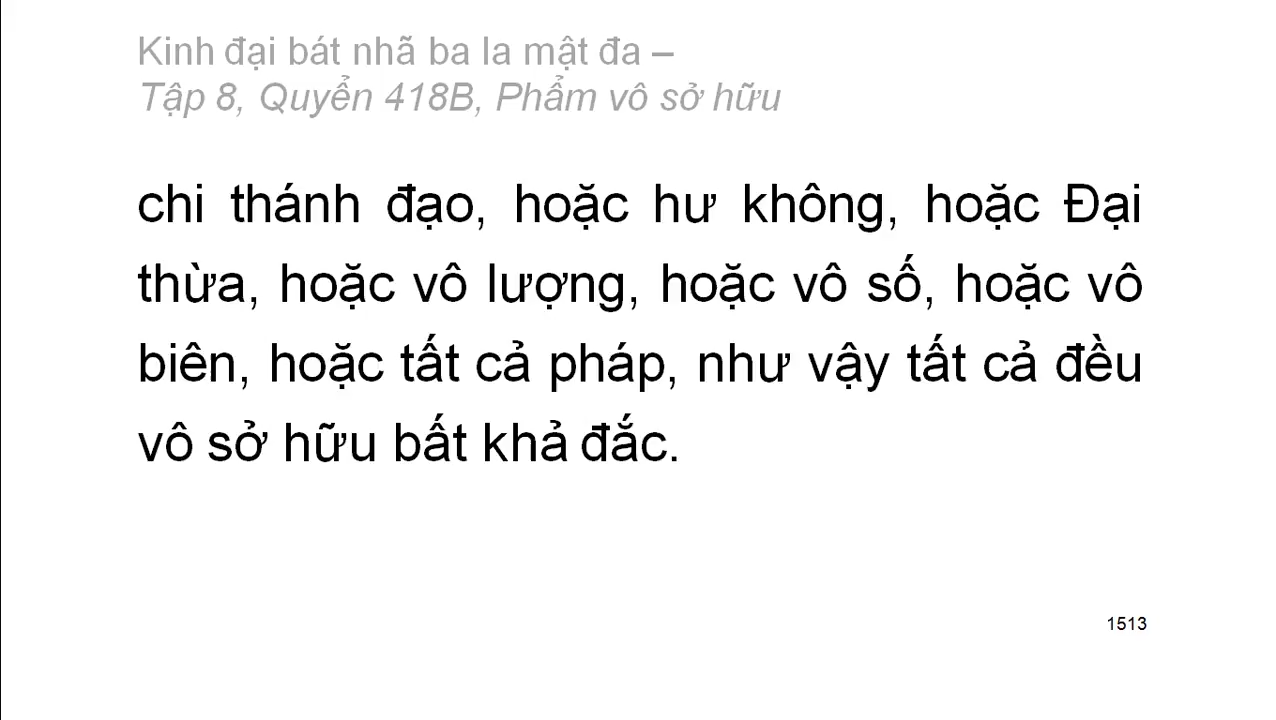 Kinh đại bát nhã ba la mật đa –
Tập 8, Quyển 418B, Phẩm vô sở hữu
chi thánh đạo, hoặc hư không, hoặc Đại
thừa, hoặc vô lượng, hoặc vô số, hoặc vô
biên, hoặc tất cả pháp, như vậy tất cả đều
vô sở hữu bất khả đắc.
1513